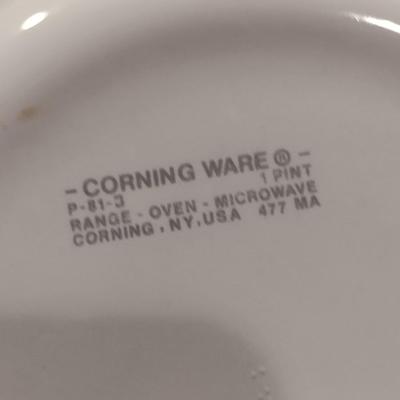 - CORNING WARE ® -
P-81-3 1 PINT
RANGE - OVEN - MICROWAVE
CORNING, NY, USA 477 MA